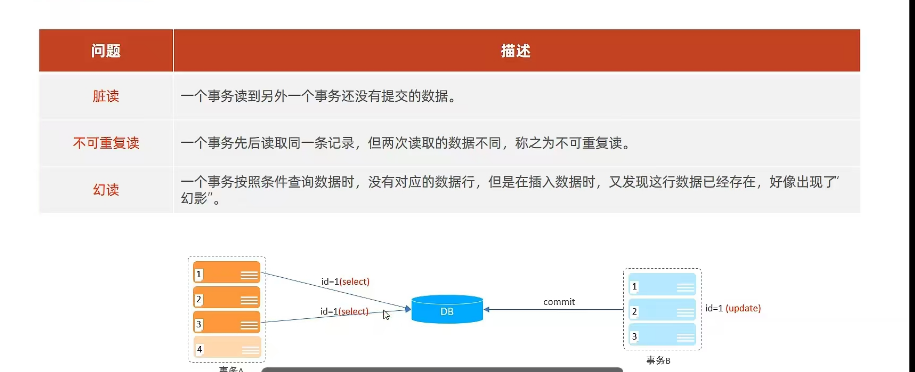 问题 描述
脏读 一个事务读到另外一个事务还没有提交的数据。
不可重复读 一个事务先后读取同一条记录，但两次读取的数据不同，称之为不可重复读。
幻读 一个事务按照条件查询数据时，没有对应的数据行，但是在插入数据时，又发现这行数据已经存在，好像出现了"
幻影"。
1
2
3
4
id=1(select)
id=1(select)
DB
commit
1
2
3
id=1 (update)
事务B
事务A